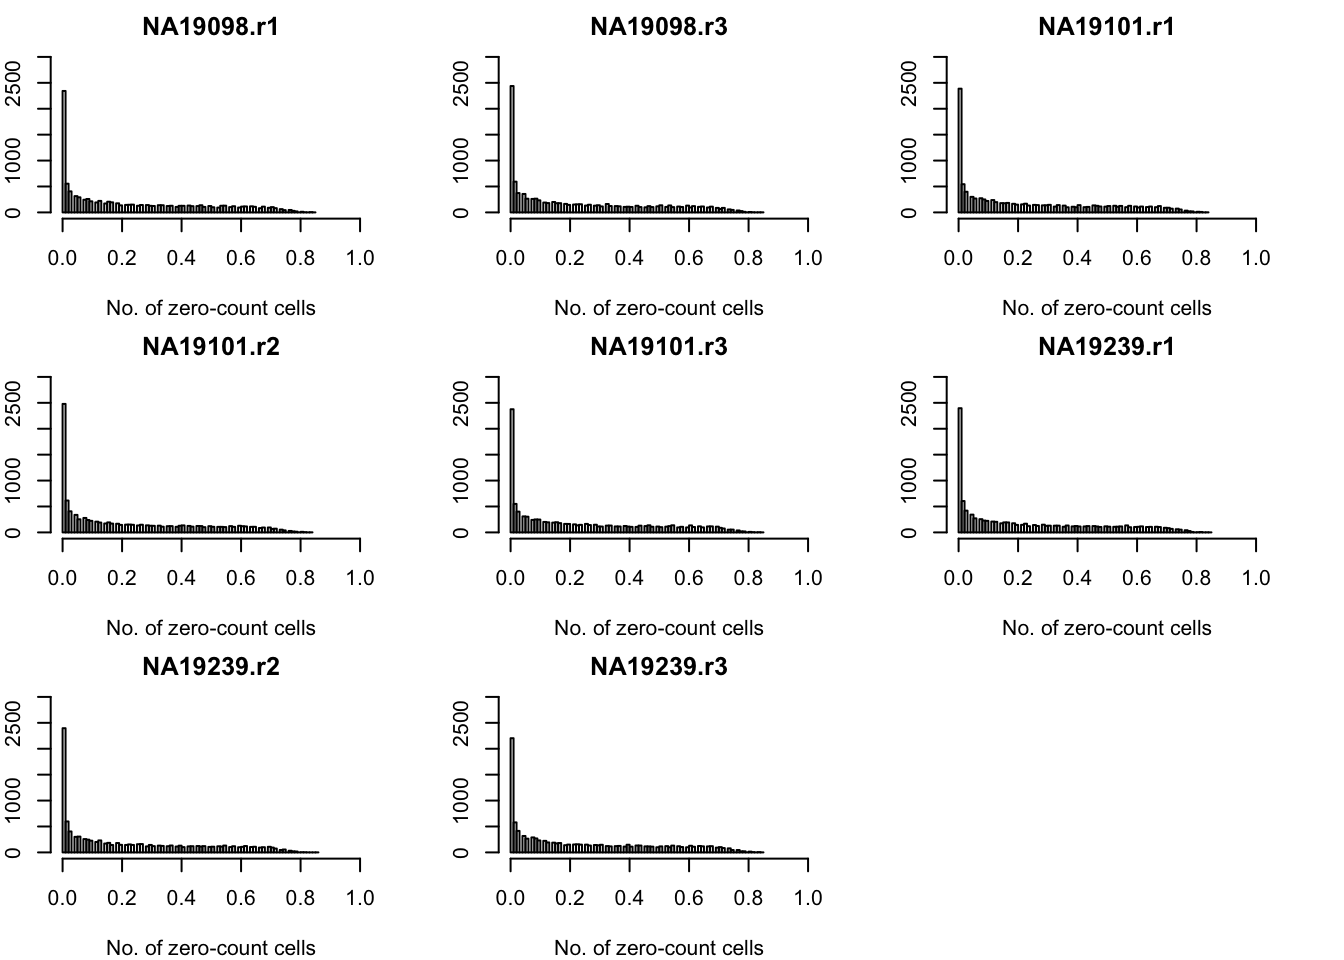 NA19098.r1 NA19098.r3 NA19101.r1
2500 2500 2500
1000 1000 1000
0 0 0
0.0 0.2 0.4 0.6 0.8 1.0 0.0 0.2 0.4 0.6 0.8 1.0 0.0 0.2 0.4 0.6 0.8 1.0
No. of zero-count cells No. of zero-count cells No. of zero-count cells
NA19101.r2 NA19101.r3 NA19239.r1
2500 2500 2500
1000 1000 1000
0 0 0
0.0 0.2 0.4 0.6 0.8 1.0 0.0 0.2 0.4 0.6 0.8 1.0 0.0 0.2 0.4 0.6 0.8 1.0
No. of zero-count cells No. of zero-count cells No. of zero-count cells
NA19239.r2 NA19239.r3
2500 2500
1000 1000
0 0
0.0 0.2 0.4 0.6 0.8 1.0 0.0 0.2 0.4 0.6 0.8 1.0
No. of zero-count cells No. of zero-count cells